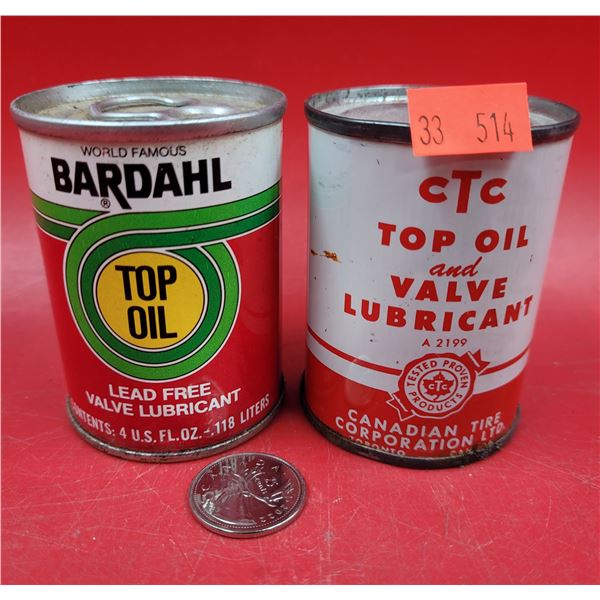 WORLD FAMOUS
BARDAHL
®
TOP
OIL
LEAD FREE
VALVE LUBRICANT
CONTENTS: 4 U.S. FL. OZ. - .118 LITERS
33 514
CTC
TOP OIL
and
VALVE
LUBRICANT
A 2199
TESTED PROVEN
CTC
PRODUCTS
CANADIAN TIRE
CORPORATION LTD.
TORONTO